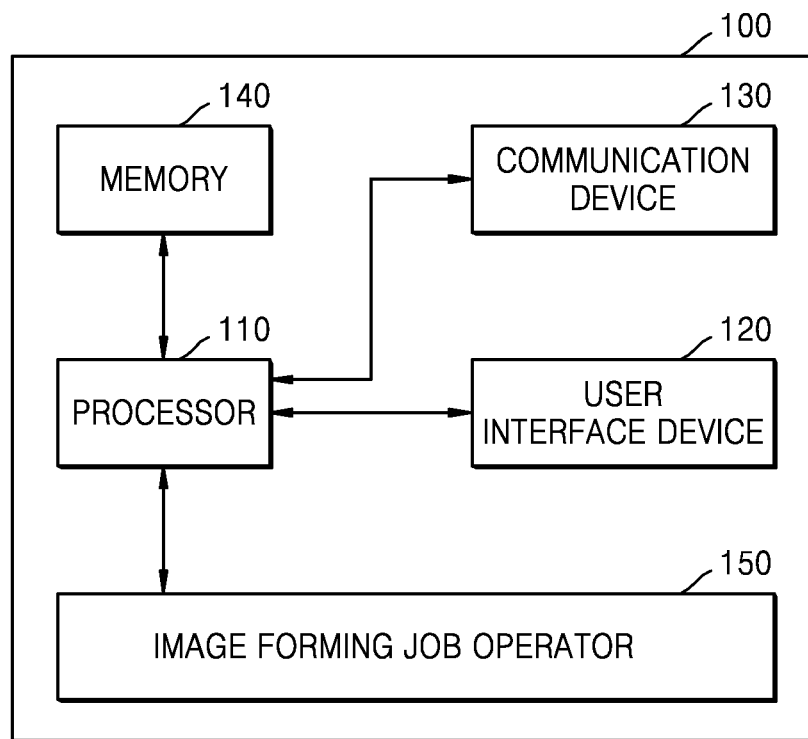 100
140
MEMORY
130
COMMUNICATION
DEVICE
110
PROCESSOR
120
USER
INTERFACE DEVICE
150
IMAGE FORMING JOB OPERATOR